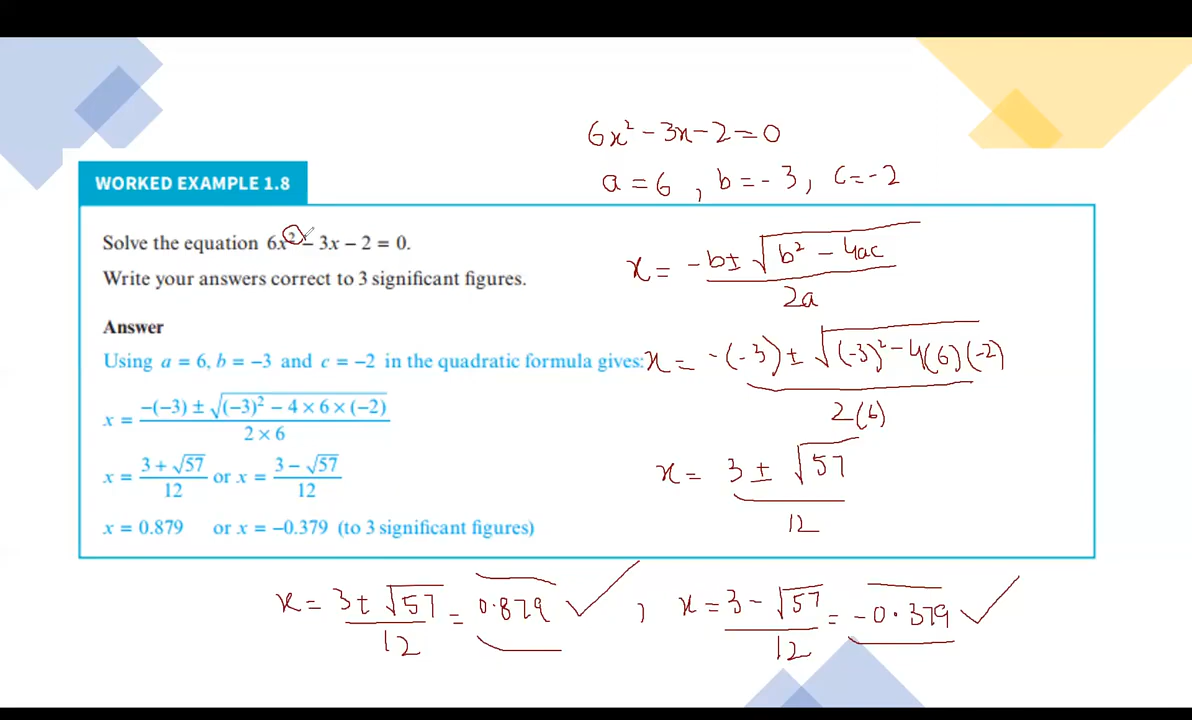 6x² - 3x - 2 = 0
a = 6 , b = - 3 , c = - 2
WORKED EXAMPLE 1.8
Solve the equation 6x² – 3x – 2 = 0.
Write your answers correct to 3 significant figures.
x = -b ± √(b² - 4ac) / 2a
Answer
Using a = 6, b = −3 and c = −2 in the quadratic formula gives:
x = −(−3) ± √((−3)² − 4 × 6 × (−2)) / 2 × 6
x = 3 + √57 / 12 or x = 3 − √57 / 12
x = 0.879 or x = −0.379 (to 3 significant figures)
x = -(-3) ± √((-3)² - 4(6)(-2)) / 2(6)
x = 3 ± √57 / 12
x = 3 ± √57 / 12 = 0.879 ✓ , x = 3 - √57 / 12 = -0.379 ✓